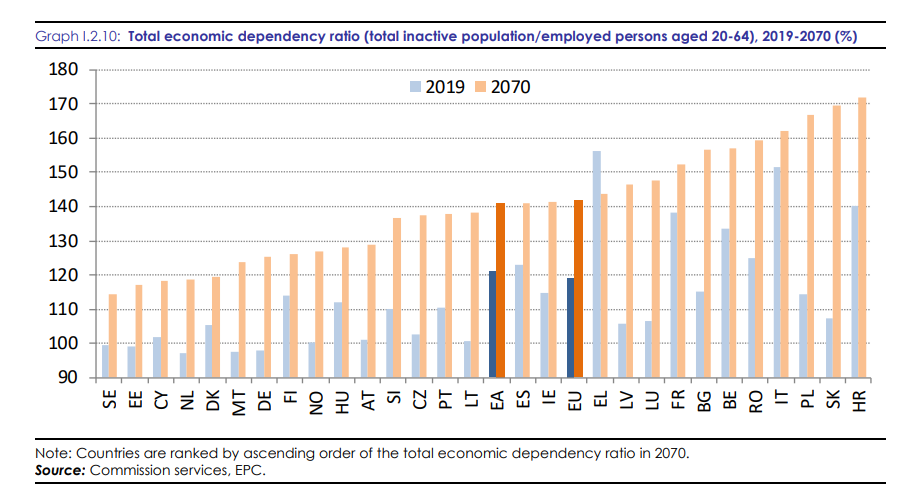 Graph I.2.10: Total economic dependency ratio (total inactive population/employed persons aged 20-64), 2019-2070 (%)
180
2019 2070
170
160
150
140
130
120
110
100
90
SE EE CY NL DK MT DE FI NO HU AT SI CZ PT LT EA ES IE EU EL LV LU FR BG BE RO IT PL SK HR
Note: Countries are ranked by ascending order of the total economic dependency ratio in 2070.
Source: Commission services, EPC.